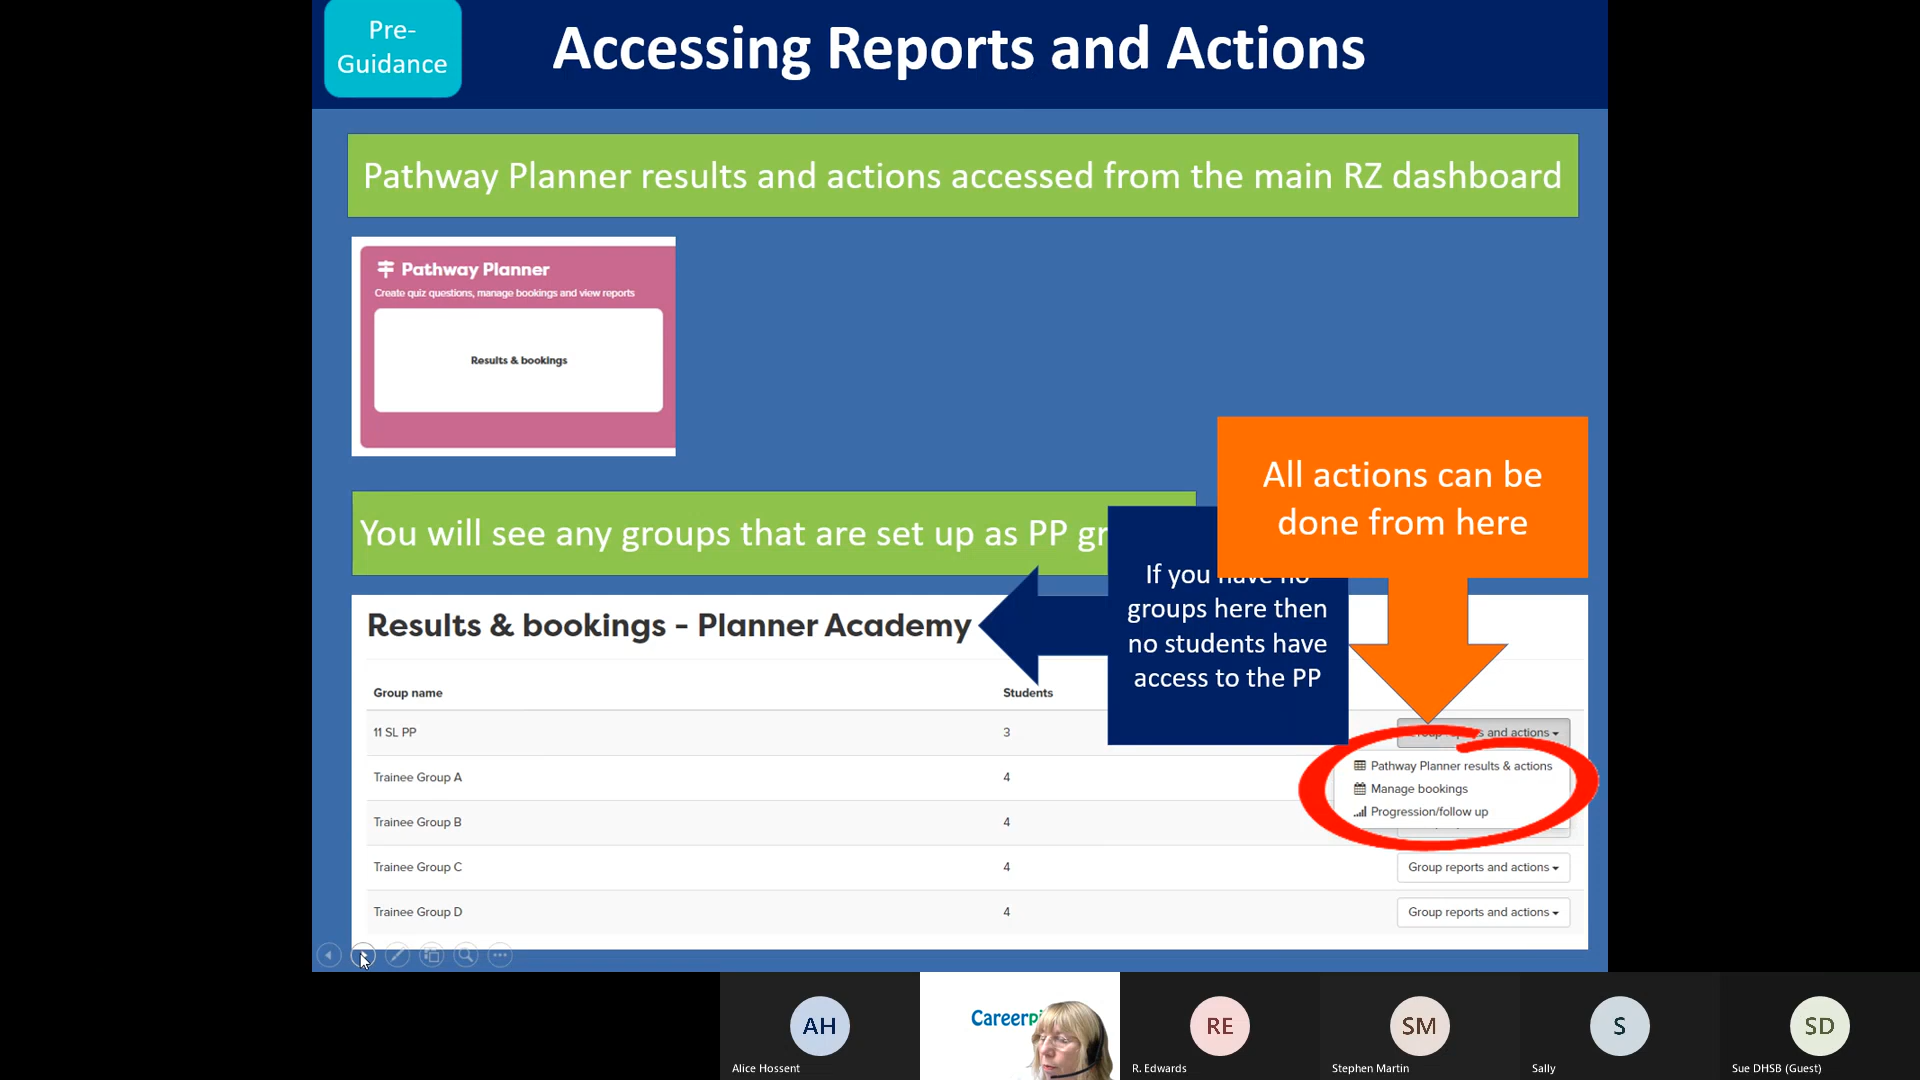 Pre-
Guidance
Accessing Reports and Actions
Pathway Planner results and actions accessed from the main RZ dashboard
Pathway Planner
Create quiz questions, manage bookings and view reports
Results & bookings
All actions can be
done from here
You will see any groups that are set up as PP
If you have no
groups here then
no students have
access to the PP
Results & bookings - Planner Academy
Group name Students
11 SL PP 3 and actions
Pathway Planner results & actions
Manage bookings
Progression/follow up
Trainee Group A 4
Trainee Group B 4
Trainee Group C 4 Group reports and actions
Trainee Group D 4 Group reports and actions
AH
Alice Hossent
RE
R. Edwards
SM
Stephen Martin
S
Sally
SD
Sue DHSB (Guest)